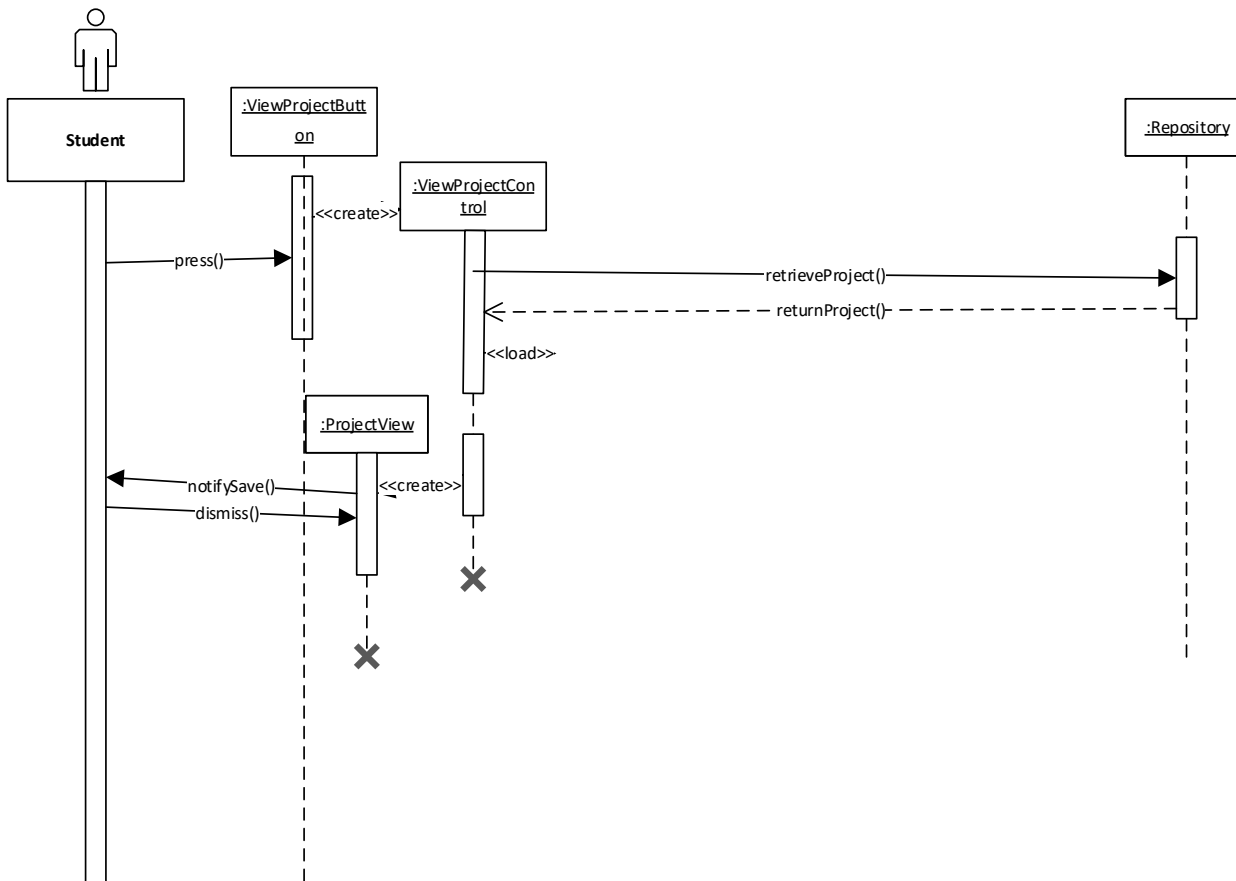 :ViewProjectButt
on
Student
:Repository
:ViewProjectCon
trol
<<create>>
press()
retrieveProject()
returnProject()
<<load>>
:ProjectView
notifySave()
<<create>>
dismiss()